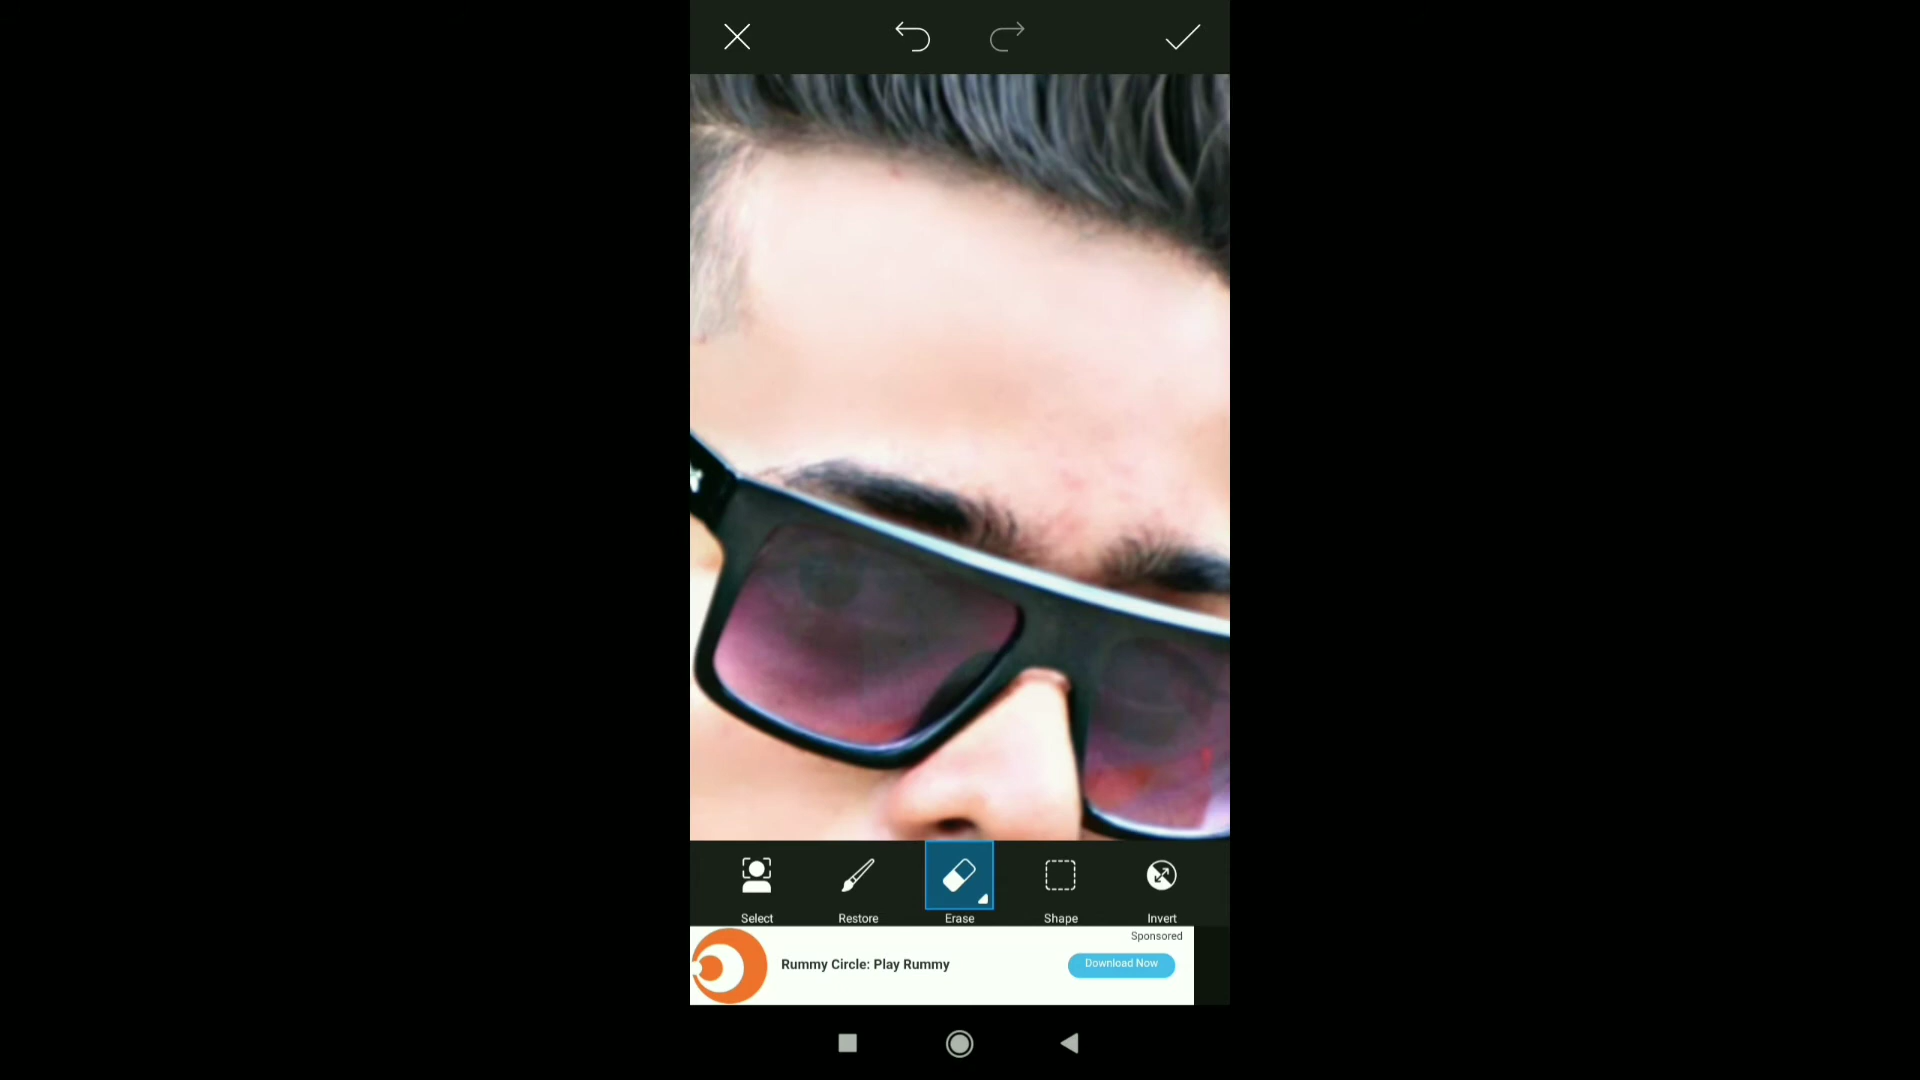 Select
Restore
Erase
Shape
Invert
Sponsored
Rummy Circle: Play Rummy
Download Now